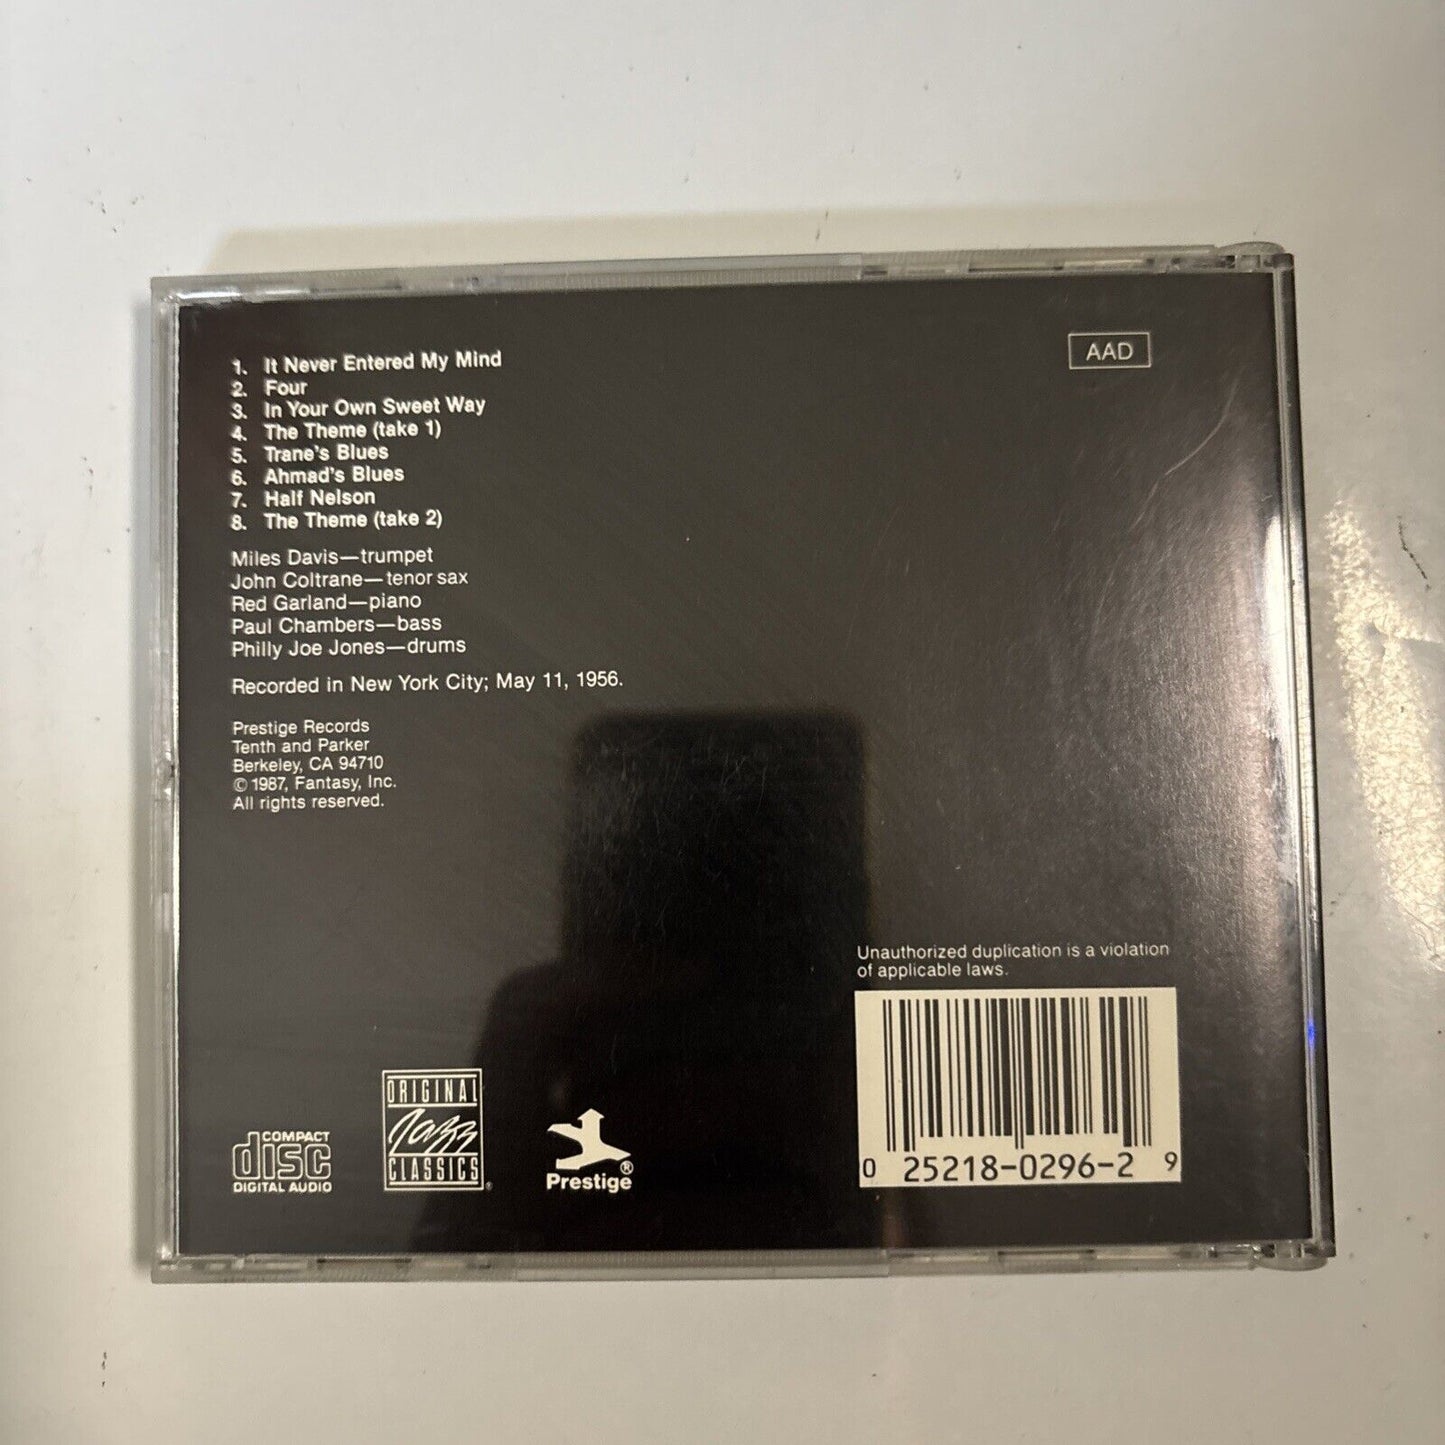 AAD
1. It Never Entered My Mind
2. Four
3. In Your Own Sweet Way
4. The Theme (take 1)
5. Trane's Blues
6. Ahmad's Blues
7. Half Nelson
8. The Theme (take 2)
Miles Davis—trumpet
John Coltrane—tenor sax
Red Garland—piano
Paul Chambers—bass
Philly Joe Jones—drums
Recorded in New York City; May 11, 1956.
Prestige Records
Tenth and Parker
Berkeley, CA 94710
© 1987, Fantasy, Inc.
All rights reserved.
Unauthorized duplication is a violation
of applicable laws.
COMPACT
disc
DIGITAL AUDIO
ORIGINAL
Jazz
CLASSICS®
Prestige®
0 25218-0296-2 9